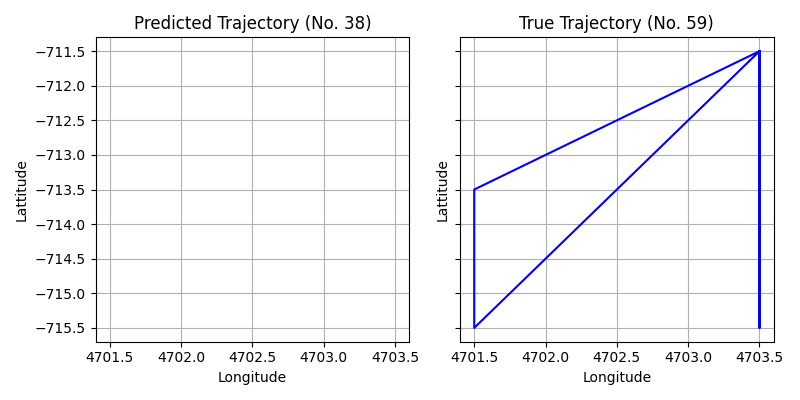 Predicted Trajectory (No. 38)
−711.5
−712.0
−712.5
−713.0
−713.5
−714.0
−714.5
−715.0
−715.5
Lattitude
4701.5 4702.0 4702.5 4703.0 4703.5
Longitude
True Trajectory (No. 59)
Lattitude
4701.5 4702.0 4702.5 4703.0 4703.5
Longitude